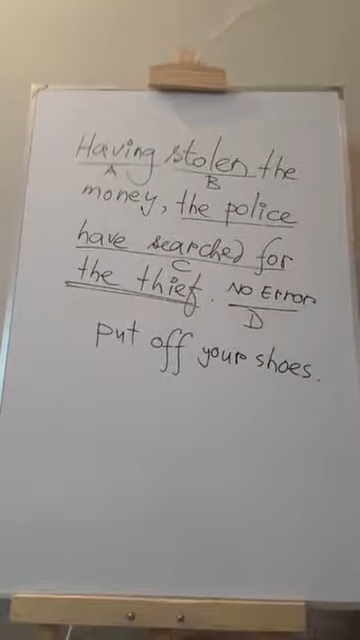 Having stolen the
A B
money, the police
have searched for
C
the thief. No Error
D
put off your shoes.